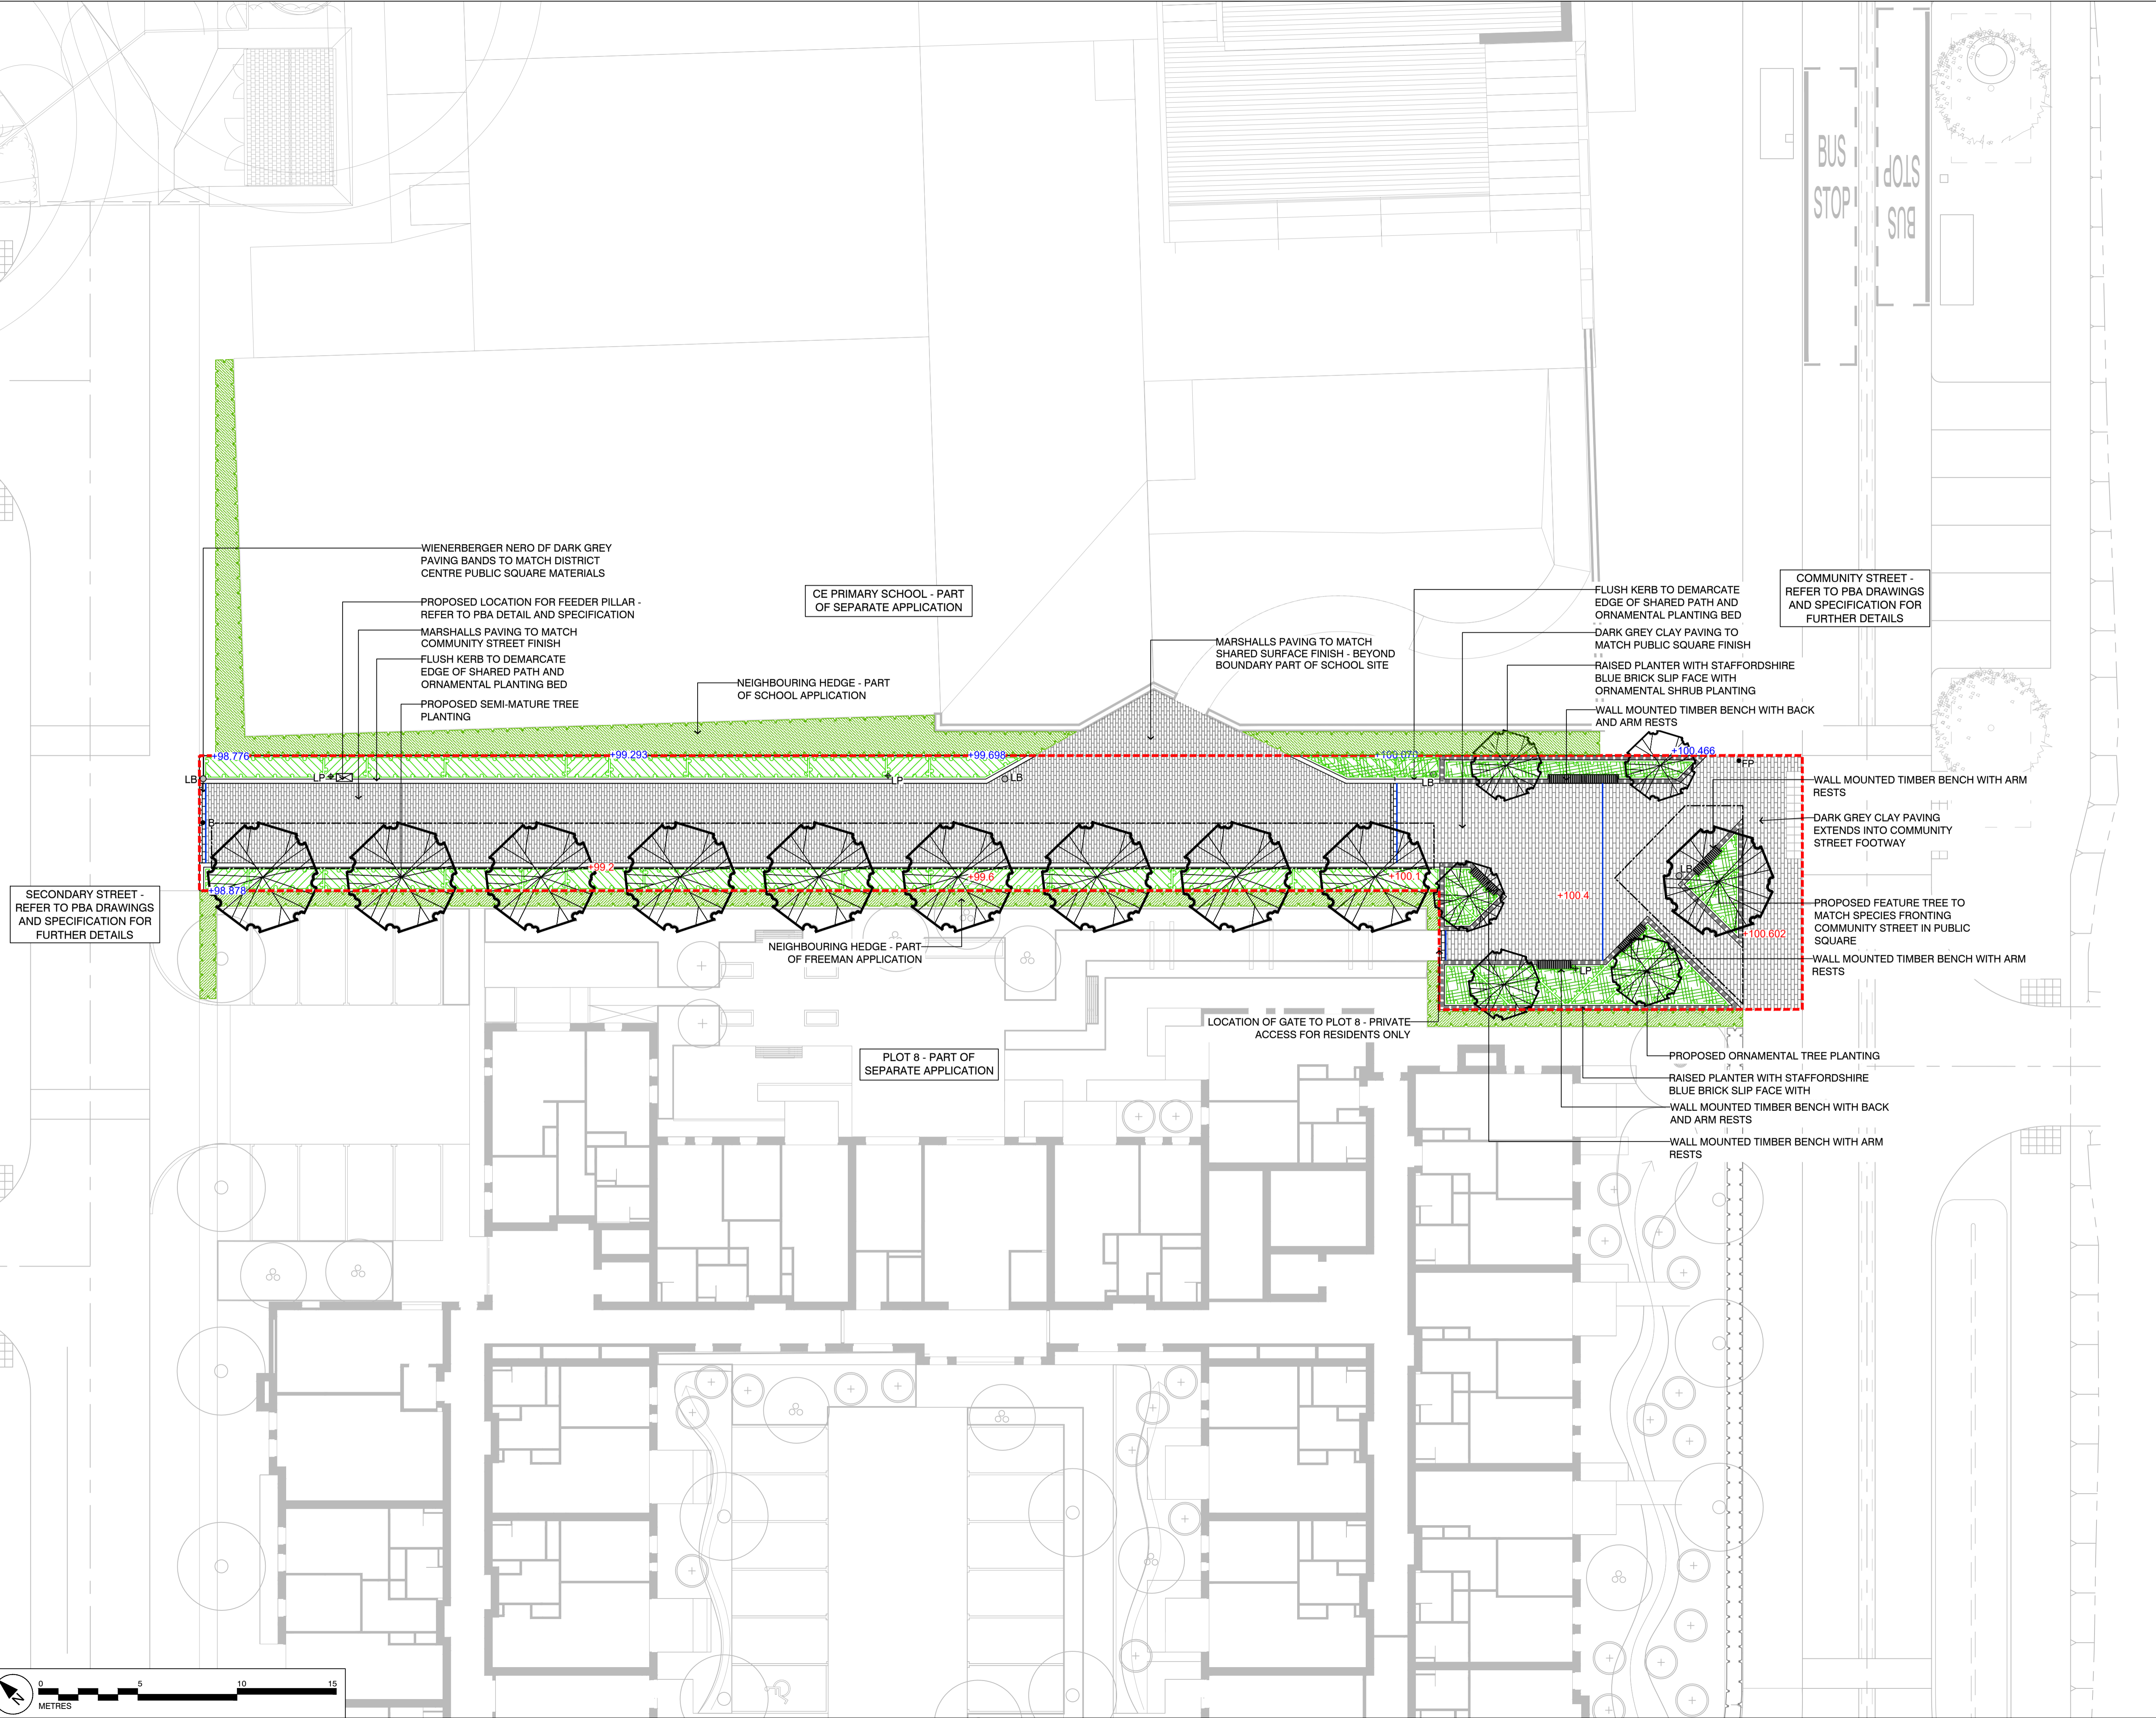 BUS
STOP
BUS
STOP
WIENERBERGER NERO DF DARK GREY
PAVING BANDS TO MATCH DISTRICT
CENTRE PUBLIC SQUARE MATERIALS
PROPOSED LOCATION FOR FEEDER PILLAR -
REFER TO PBA DETAIL AND SPECIFICATION
MARSHALLS PAVING TO MATCH
COMMUNITY STREET FINISH
FLUSH KERB TO DEMARCATE
EDGE OF SHARED PATH AND
ORNAMENTAL PLANTING BED
PROPOSED SEMI-MATURE TREE
PLANTING
NEIGHBOURING HEDGE - PART
OF SCHOOL APPLICATION
CE PRIMARY SCHOOL - PART
OF SEPARATE APPLICATION
MARSHALLS PAVING TO MATCH
SHARED SURFACE FINISH - BEYOND
BOUNDARY PART OF SCHOOL SITE
FLUSH KERB TO DEMARCATE
EDGE OF SHARED PATH AND
ORNAMENTAL PLANTING BED
DARK GREY CLAY PAVING TO
MATCH PUBLIC SQUARE FINISH
RAISED PLANTER WITH STAFFORDSHIRE
BLUE BRICK SLIP FACE WITH
ORNAMENTAL SHRUB PLANTING
WALL MOUNTED TIMBER BENCH WITH BACK
AND ARM RESTS
COMMUNITY STREET -
REFER TO PBA DRAWINGS
AND SPECIFICATION FOR
FURTHER DETAILS
+98.776
+99.293
+99.698
+100.070
+100.466
LB
LP
LP
LB
LB
FP
B
WALL MOUNTED TIMBER BENCH WITH ARM
RESTS
DARK GREY CLAY PAVING
EXTENDS INTO COMMUNITY
STREET FOOTWAY
+99.2
+99.6
+100.1
+98.878
LB
+100.4
+100.602
PROPOSED FEATURE TREE TO
MATCH SPECIES FRONTING
COMMUNITY STREET IN PUBLIC
SQUARE
WALL MOUNTED TIMBER BENCH WITH ARM
RESTS
SECONDARY STREET -
REFER TO PBA DRAWINGS
AND SPECIFICATION FOR
FURTHER DETAILS
NEIGHBOURING HEDGE - PART
OF FREEMAN APPLICATION
LP
LOCATION OF GATE TO PLOT 8 - PRIVATE
ACCESS FOR RESIDENTS ONLY
PLOT 8 - PART OF
SEPARATE APPLICATION
PROPOSED ORNAMENTAL TREE PLANTING
RAISED PLANTER WITH STAFFORDSHIRE
BLUE BRICK SLIP FACE WITH
WALL MOUNTED TIMBER BENCH WITH BACK
AND ARM RESTS
WALL MOUNTED TIMBER BENCH WITH ARM
RESTS
N
0 5 10 15
METRES